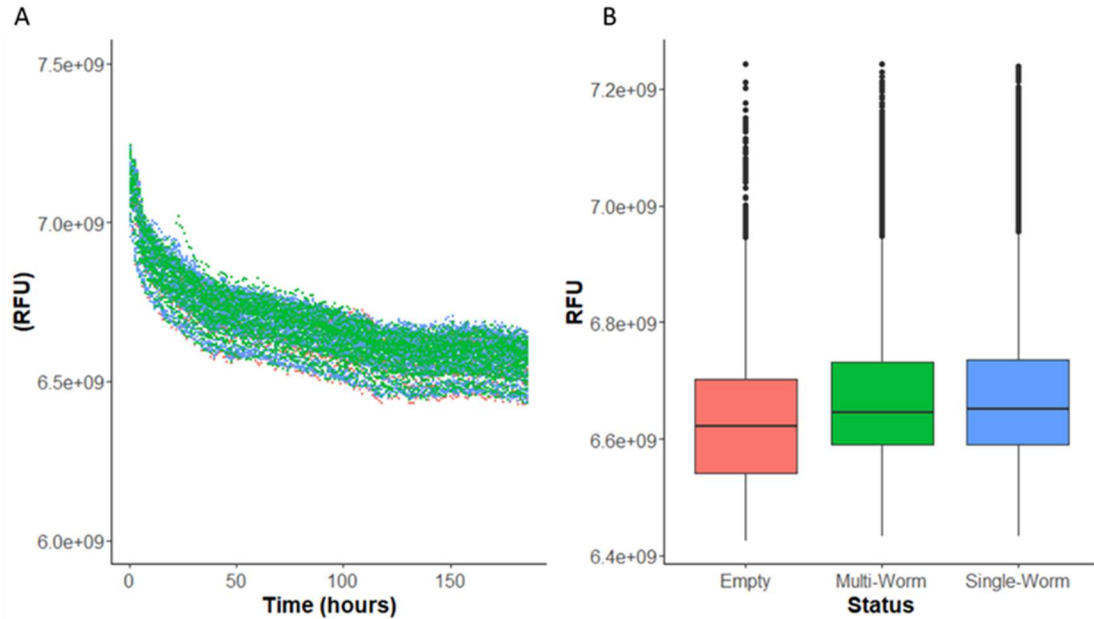 A
7.5e+09
7.0e+09
6.5e+09
6.0e+09
(RFU)
0 50 100 150
Time (hours)
B
7.2e+09
7.0e+09
6.8e+09
6.6e+09
6.4e+09
RFU
Empty Multi-Worm Single-Worm
Status